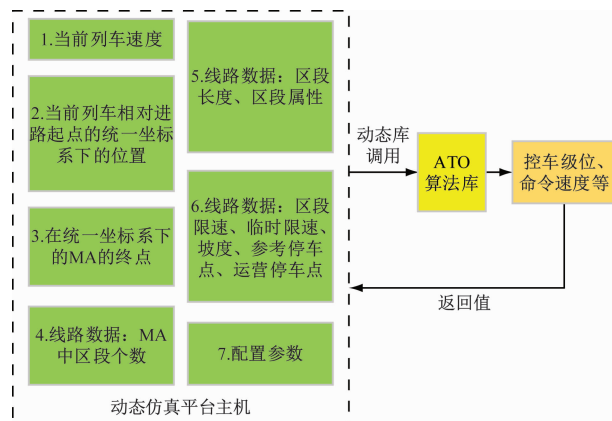 1.当前列车速度
2.当前列车相对进
路起点的统一坐标
系下的位置
3.在统一坐标系下
的MA的终点
4.线路数据：MA
中区段个数
5.线路数据：区段
长度、区段属性
6.线路数据：区段
限速、临时限速、
坡度、参考停车
点、运营停车点
7.配置参数
动态仿真平台主机
动态库
调用
ATO
算法库
控车级位、
命令速度等
返回值